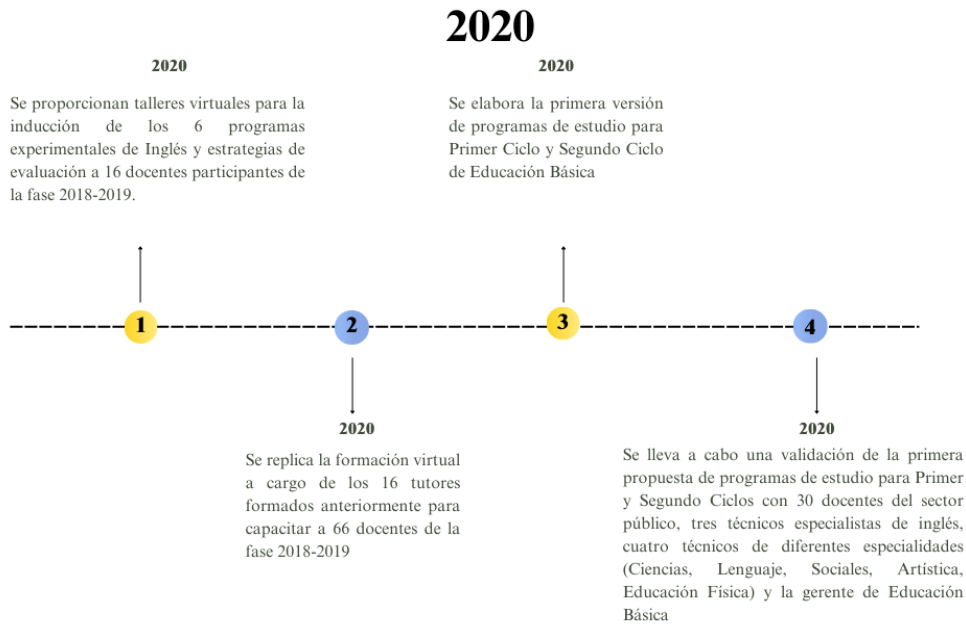 2020
2020
Se proporcionan talleres virtuales para la
inducción de los 6 programas
experimentales de Inglés y estrategias de
evaluación a 16 docentes participantes de
la fase 2018-2019.
2020
Se elabora la primera versión
de programas de estudio para
Primer Ciclo y Segundo Ciclo
de Educación Básica
1
2
3
4
2020
Se replica la formación virtual
a cargo de los 16 tutores
formados anteriormente para
capacitar a 66 docentes de la
fase 2018-2019
2020
Se lleva a cabo una validación de la primera
propuesta de programas de estudio para Primer
y Segundo Ciclos con 30 docentes del sector
público, tres técnicos especialistas de inglés,
cuatro técnicos de diferentes especialidades
(Ciencias, Lenguaje, Sociales, Artística,
Educación Física) y la gerente de Educación
Básica